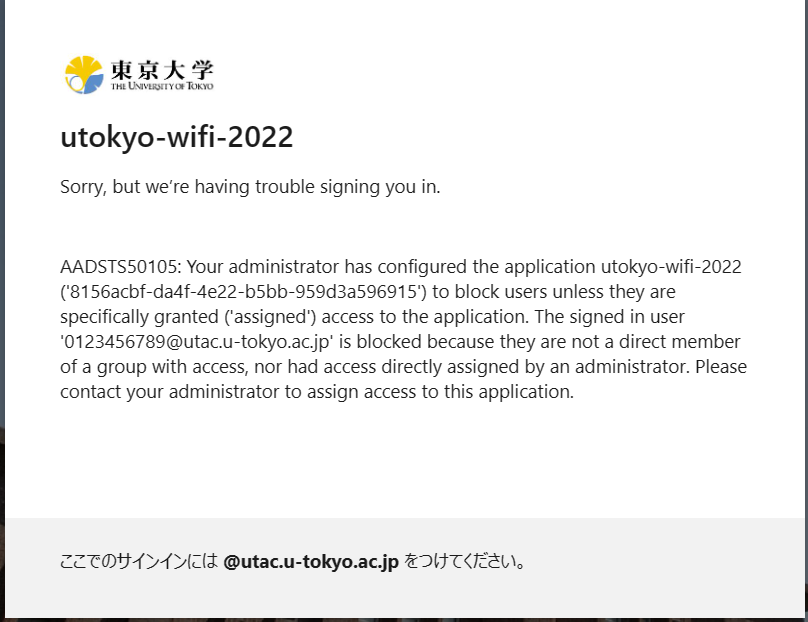 東京大学
THE UNIVERSITY OF TOKYO
utokyo-wifi-2022
Sorry, but we’re having trouble signing you in.
AADSTS50105: Your administrator has configured the application utokyo-wifi-2022
('8156acbf-da4f-4e22-b5bb-959d3a596915') to block users unless they are
specifically granted ('assigned') access to the application. The signed in user
'0123456789@utac.u-tokyo.ac.jp' is blocked because they are not a direct member
of a group with access, nor had access directly assigned by an administrator. Please
contact your administrator to assign access to this application.
ここでのサインインには @utac.u-tokyo.ac.jp をつけてください。